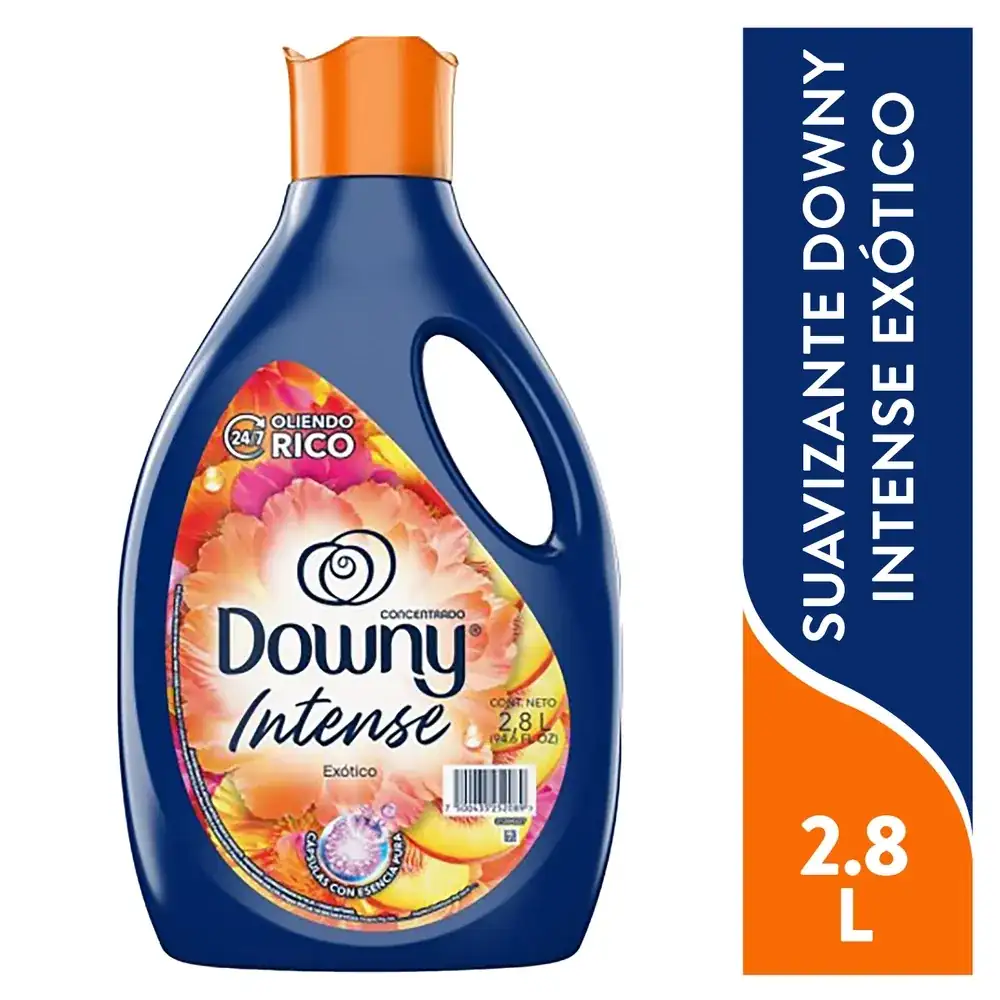 24/7
OLIENDO
RICO
CONCENTRADO
Downy®
Intense
Exótico
CONT. NETO
2,8 L
(94.6 FL OZ)
CÁPSULAS CON ESENCIA PURA
SUAVIZANTE DOWNY
INTENSE EXÓTICO
2.8
L